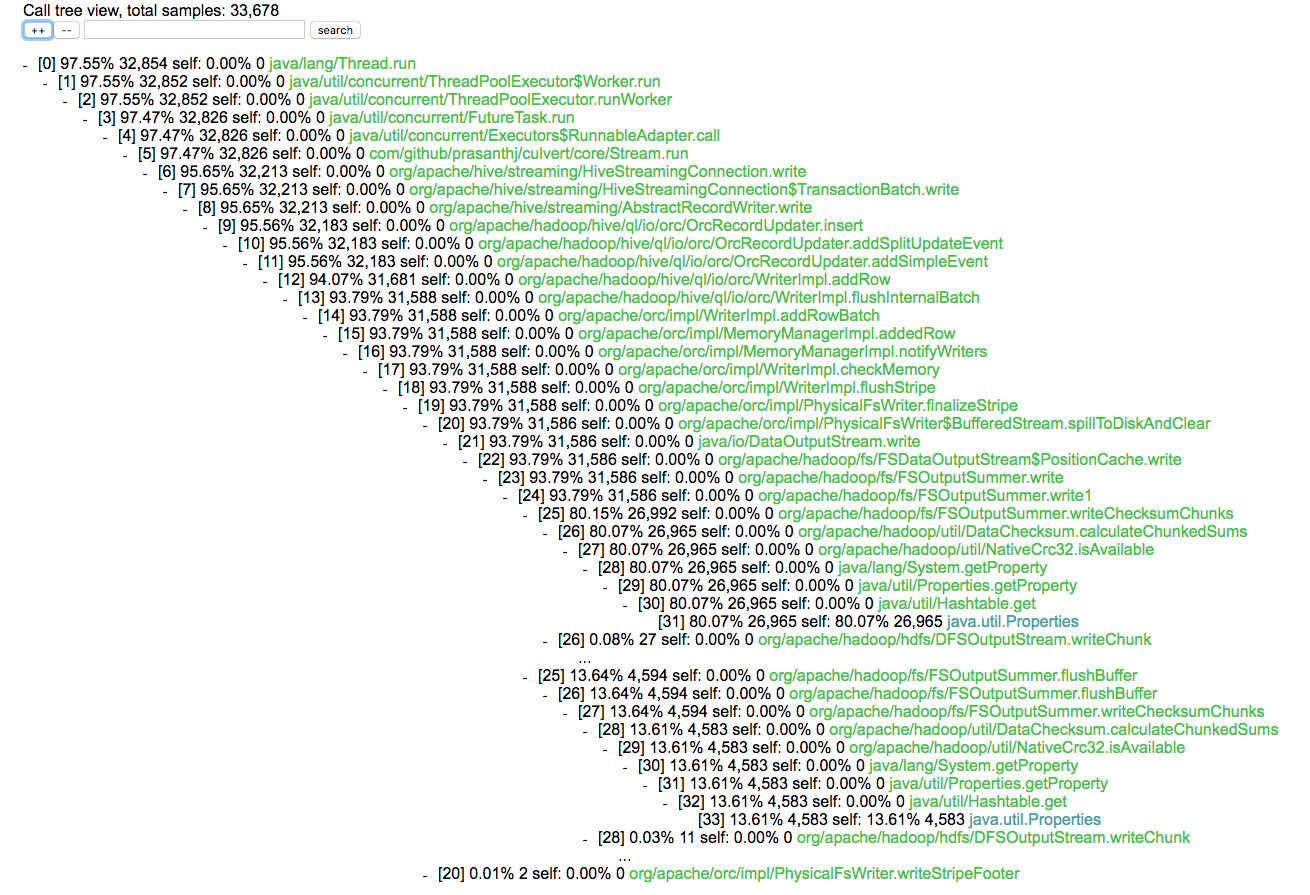 Call tree view, total samples: 33,678
++ -- search
- [0] 97.55% 32,854 self: 0.00% 0 java/lang/Thread.run
- [1] 97.55% 32,852 self: 0.00% 0 java/util/concurrent/ThreadPoolExecutor$Worker.run
- [2] 97.55% 32,852 self: 0.00% 0 java/util/concurrent/ThreadPoolExecutor.runWorker
- [3] 97.47% 32,826 self: 0.00% 0 java/util/concurrent/FutureTask.run
- [4] 97.47% 32,826 self: 0.00% 0 java/util/concurrent/Executors$RunnableAdapter.call
- [5] 97.47% 32,826 self: 0.00% 0 com/github/prasanthj/culvert/core/Stream.run
- [6] 95.65% 32,213 self: 0.00% 0 org/apache/hive/streaming/HiveStreamingConnection.write
- [7] 95.65% 32,213 self: 0.00% 0 org/apache/hive/streaming/HiveStreamingConnection$TransactionBatch.write
- [8] 95.65% 32,213 self: 0.00% 0 org/apache/hive/streaming/AbstractRecordWriter.write
- [9] 95.56% 32,183 self: 0.00% 0 org/apache/hadoop/hive/ql/io/orc/OrcRecordUpdater.insert
- [10] 95.56% 32,183 self: 0.00% 0 org/apache/hadoop/hive/ql/io/orc/OrcRecordUpdater.addSplitUpdateEvent
- [11] 95.56% 32,183 self: 0.00% 0 org/apache/hadoop/hive/ql/io/orc/OrcRecordUpdater.addSimpleEvent
- [12] 94.07% 31,681 self: 0.00% 0 org/apache/hadoop/hive/ql/io/orc/WriterImpl.addRow
- [13] 93.79% 31,588 self: 0.00% 0 org/apache/hadoop/hive/ql/io/orc/WriterImpl.flushInternalBatch
- [14] 93.79% 31,588 self: 0.00% 0 org/apache/orc/impl/WriterImpl.addRowBatch
- [15] 93.79% 31,588 self: 0.00% 0 org/apache/orc/impl/MemoryManagerImpl.addedRow
- [16] 93.79% 31,588 self: 0.00% 0 org/apache/orc/impl/MemoryManagerImpl.notifyWriters
- [17] 93.79% 31,588 self: 0.00% 0 org/apache/orc/impl/WriterImpl.checkMemory
- [18] 93.79% 31,588 self: 0.00% 0 org/apache/orc/impl/WriterImpl.flushStripe
- [19] 93.79% 31,588 self: 0.00% 0 org/apache/orc/impl/PhysicalFsWriter.finalizeStripe
- [20] 93.79% 31,586 self: 0.00% 0 org/apache/orc/impl/PhysicalFsWriter$BufferedStream.spillToDiskAndClear
- [21] 93.79% 31,586 self: 0.00% 0 java/io/DataOutputStream.write
- [22] 93.79% 31,586 self: 0.00% 0 org/apache/hadoop/fs/FSDataOutputStream$PositionCache.write
- [23] 93.79% 31,586 self: 0.00% 0 org/apache/hadoop/fs/FSOutputSummer.write
- [24] 93.79% 31,586 self: 0.00% 0 org/apache/hadoop/fs/FSOutputSummer.write1
- [25] 80.15% 26,992 self: 0.00% 0 org/apache/hadoop/fs/FSOutputSummer.writeChecksumChunks
- [26] 80.07% 26,965 self: 0.00% 0 org/apache/hadoop/util/DataChecksum.calculateChunkedSums
- [27] 80.07% 26,965 self: 0.00% 0 org/apache/hadoop/util/NativeCrc32.isAvailable
- [28] 80.07% 26,965 self: 0.00% 0 java/lang/System.getProperty
- [29] 80.07% 26,965 self: 0.00% 0 java/util/Properties.getProperty
- [30] 80.07% 26,965 self: 0.00% 0 java/util/Hashtable.get
[31] 80.07% 26,965 self: 80.07% 26,965 java.util.Properties
- [26] 0.08% 27 self: 0.00% 0 org/apache/hadoop/hdfs/DFSOutputStream.writeChunk
...
- [25] 13.64% 4,594 self: 0.00% 0 org/apache/hadoop/fs/FSOutputSummer.flushBuffer
- [26] 13.64% 4,594 self: 0.00% 0 org/apache/hadoop/fs/FSOutputSummer.flushBuffer
- [27] 13.64% 4,594 self: 0.00% 0 org/apache/hadoop/fs/FSOutputSummer.writeChecksumChunks
- [28] 13.61% 4,583 self: 0.00% 0 org/apache/hadoop/util/DataChecksum.calculateChunkedSums
- [29] 13.61% 4,583 self: 0.00% 0 org/apache/hadoop/util/NativeCrc32.isAvailable
- [30] 13.61% 4,583 self: 0.00% 0 java/lang/System.getProperty
- [31] 13.61% 4,583 self: 0.00% 0 java/util/Properties.getProperty
- [32] 13.61% 4,583 self: 0.00% 0 java/util/Hashtable.get
[33] 13.61% 4,583 self: 13.61% 4,583 java.util.Properties
- [28] 0.03% 11 self: 0.00% 0 org/apache/hadoop/hdfs/DFSOutputStream.writeChunk
...
- [20] 0.01% 2 self: 0.00% 0 org/apache/orc/impl/PhysicalFsWriter.writeStripeFooter